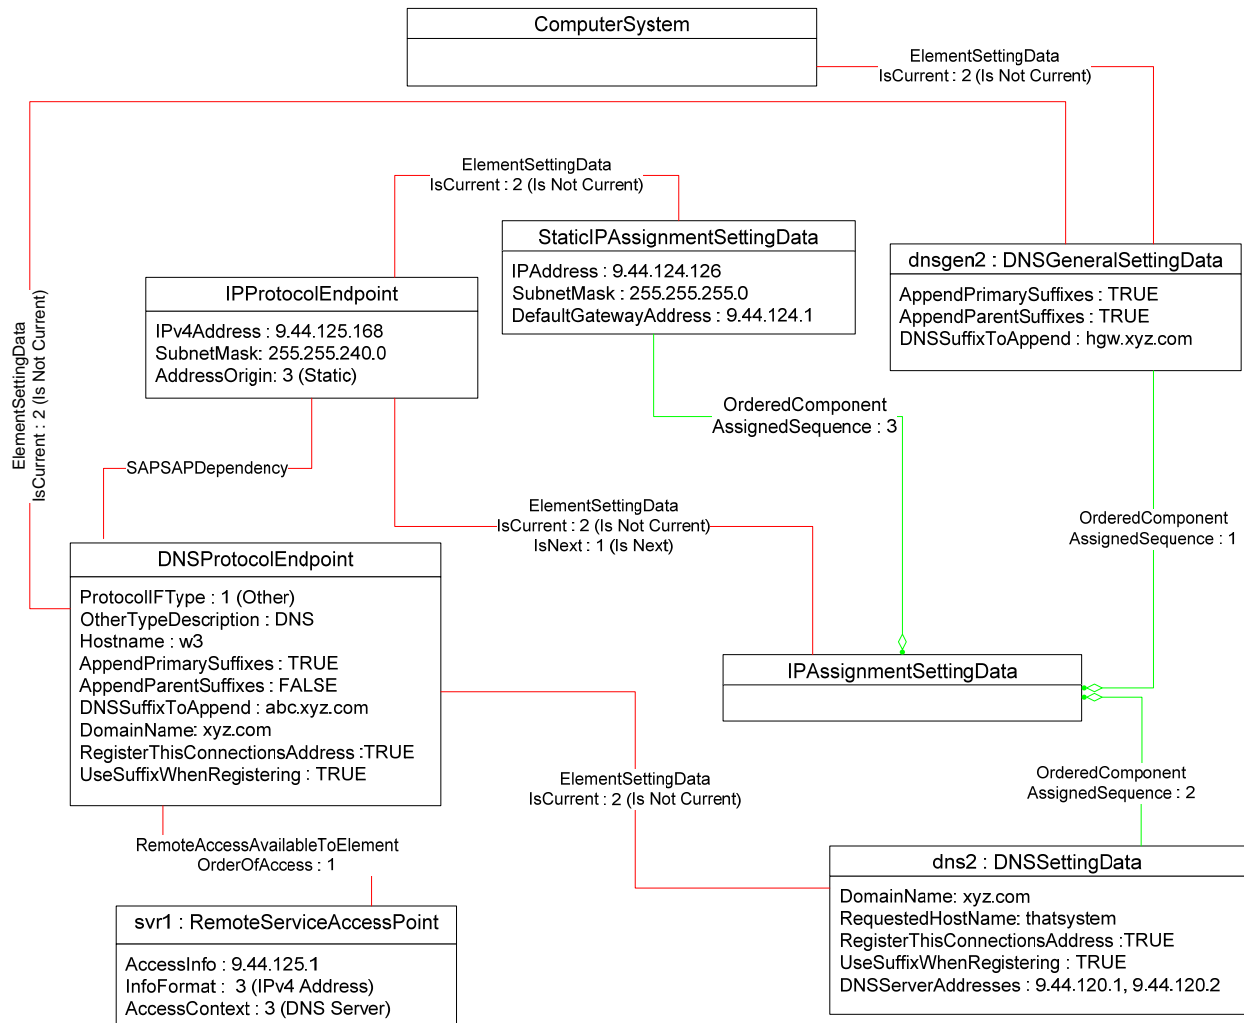 ComputerSystem
ElementSettingData
IsCurrent : 2 (Is Not Current)
ElementSettingData
IsCurrent : 2 (Is Not Current)
StaticIPAssignmentSettingData
IPAddress : 9.44.124.126
SubnetMask : 255.255.255.0
DefaultGatewayAddress : 9.44.124.1
dnsgen2 : DNSGeneralSettingData
AppendPrimarySuffixes : TRUE
AppendParentSuffixes : TRUE
DNSSuffixToAppend : hgw.xyz.com
IPProtocolEndpoint
IPv4Address : 9.44.125.168
SubnetMask: 255.255.240.0
AddressOrigin: 3 (Static)
ElementSettingData
IsCurrent : 2 (Is Not Current)
OrderedComponent
AssignedSequence : 3
SAPSAPDependency
ElementSettingData
IsCurrent : 2 (Is Not Current)
IsNext : 1 (Is Next)
OrderedComponent
AssignedSequence : 1
DNSProtocolEndpoint
ProtocolIFType : 1 (Other)
OtherTypeDescription : DNS
Hostname : w3
AppendPrimarySuffixes : TRUE
AppendParentSuffixes : FALSE
DNSSuffixToAppend : abc.xyz.com
DomainName: xyz.com
RegisterThisConnectionsAddress :TRUE
UseSuffixWhenRegistering : TRUE
IPAssignmentSettingData
ElementSettingData
IsCurrent : 2 (Is Not Current)
OrderedComponent
AssignedSequence : 2
RemoteAccessAvailableToElement
OrderOfAccess : 1
dns2 : DNSSettingData
DomainName: xyz.com
RequestedHostName: thatsystem
RegisterThisConnectionsAddress :TRUE
UseSuffixWhenRegistering : TRUE
DNSServerAddresses : 9.44.120.1, 9.44.120.2
svr1 : RemoteServiceAccessPoint
AccessInfo : 9.44.125.1
InfoFormat :  3 (IPv4 Address)
AccessContext : 3 (DNS Server)